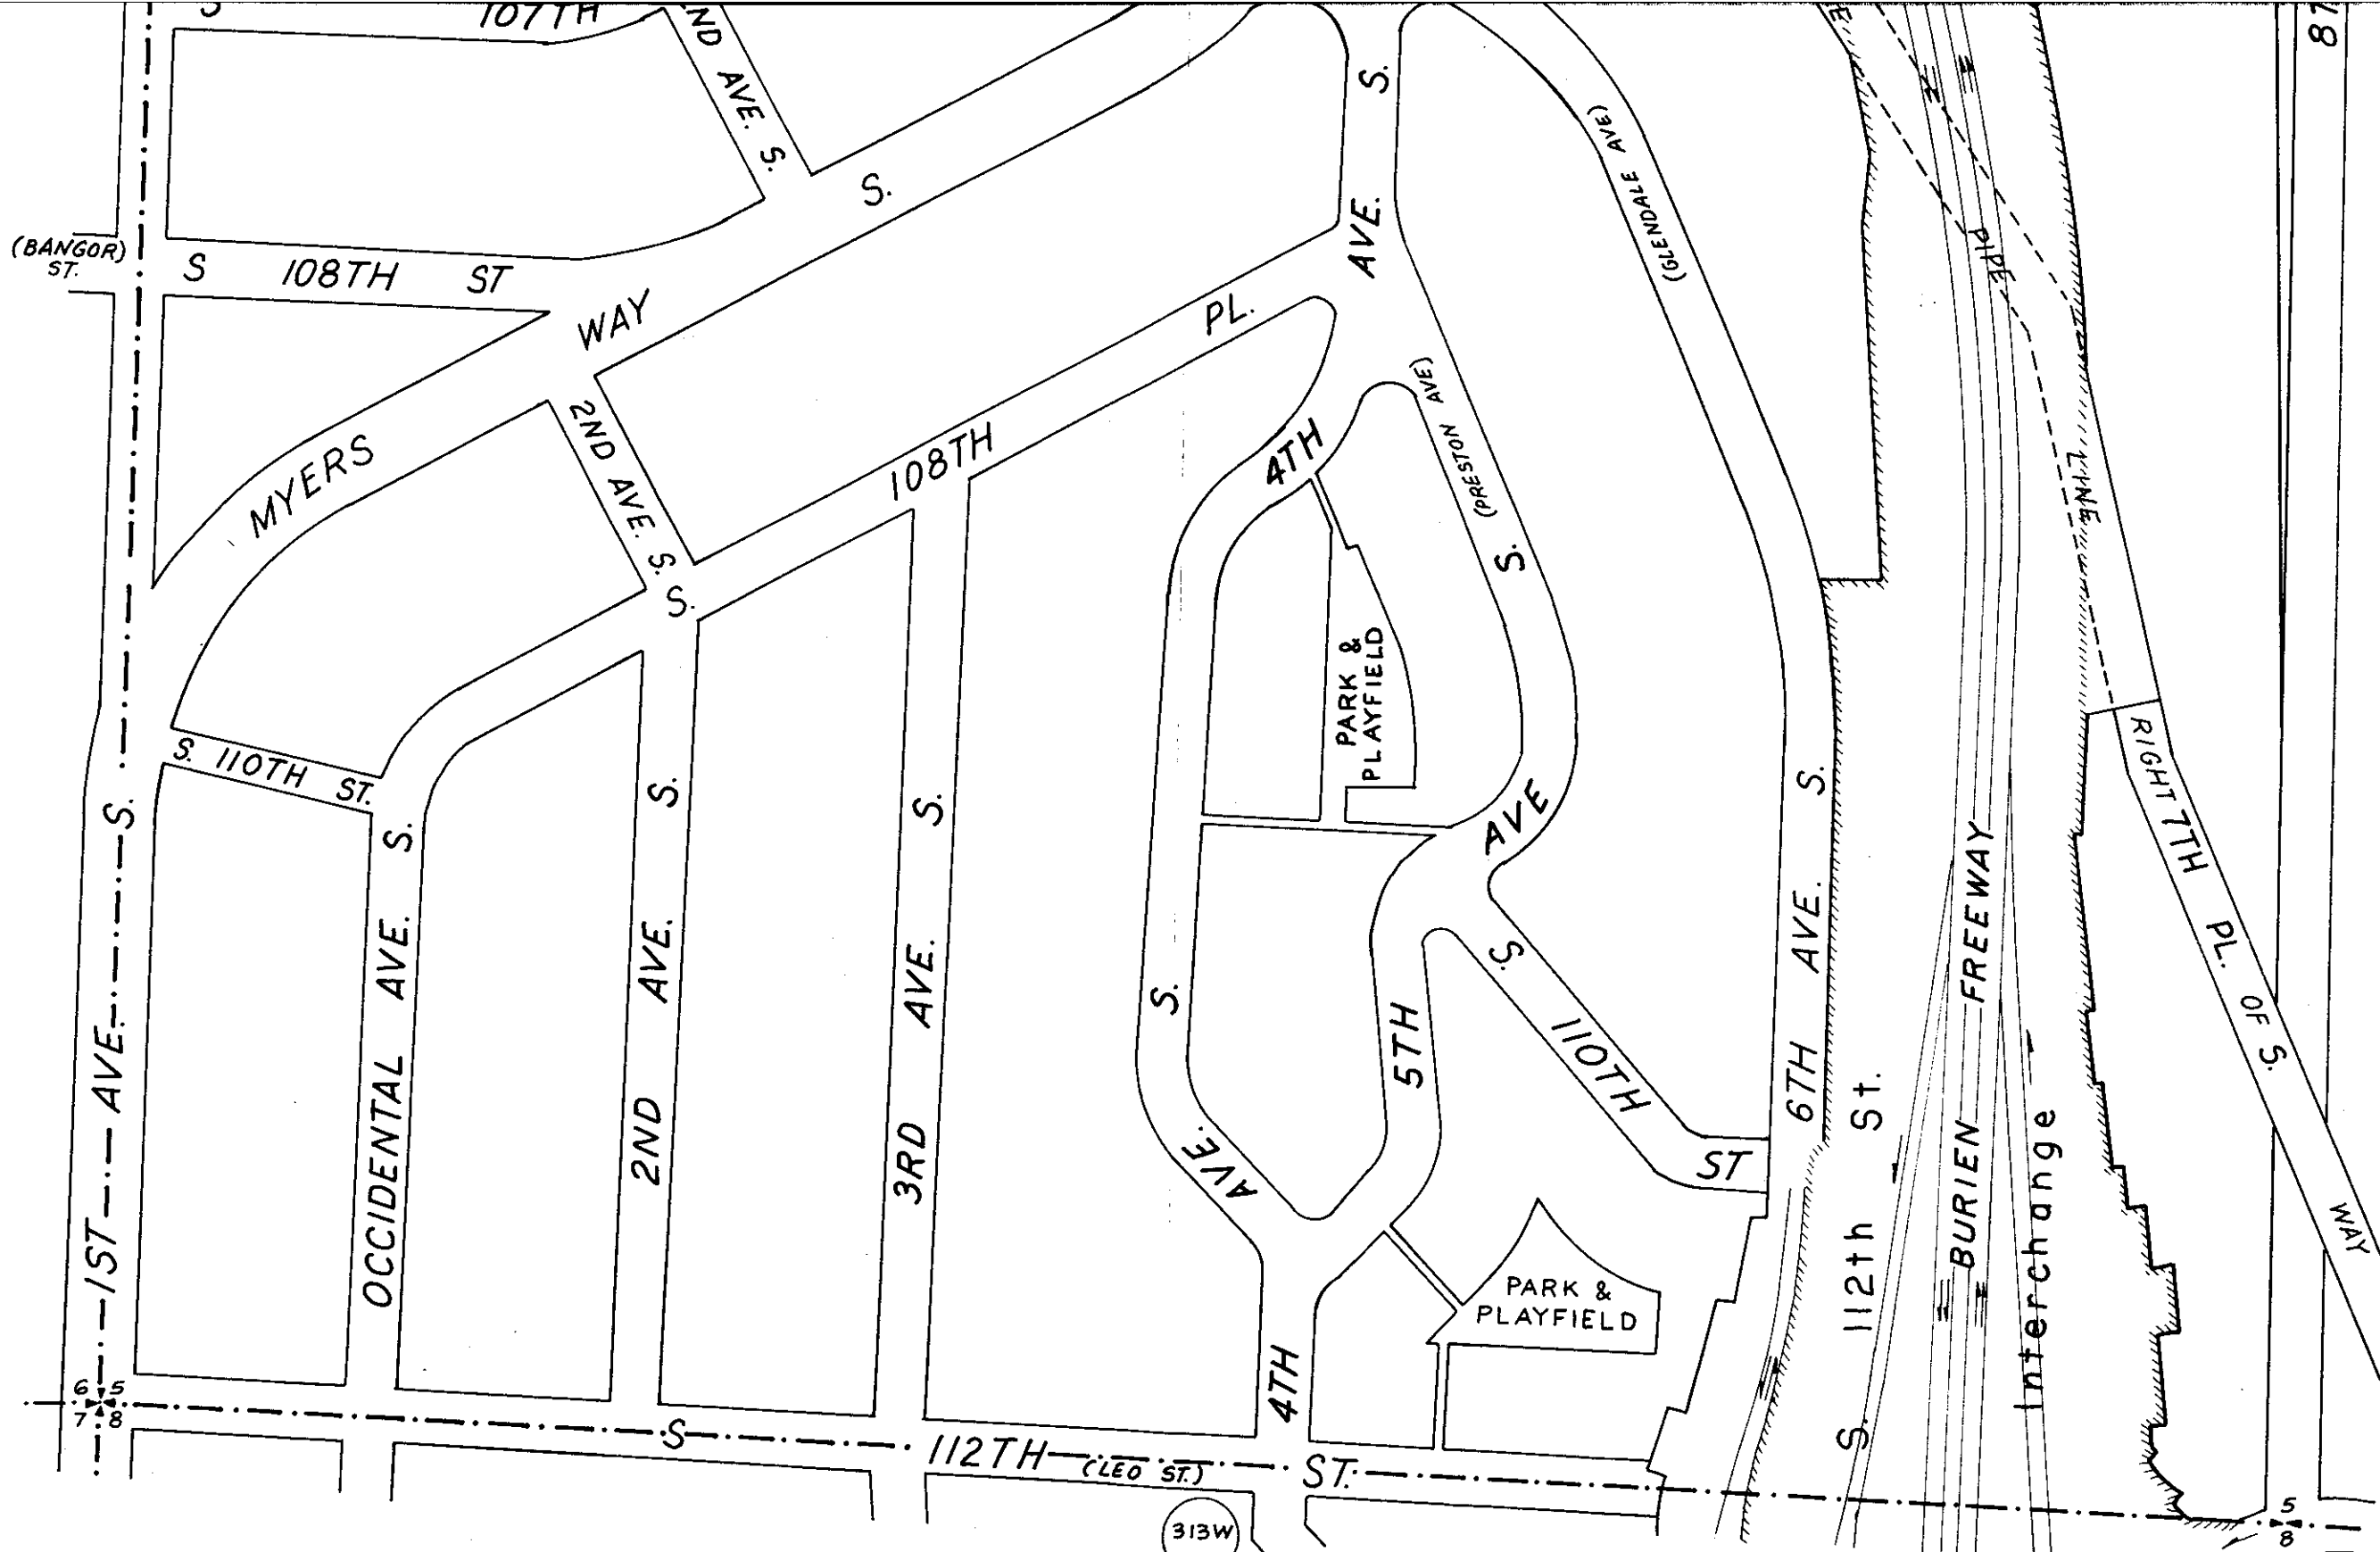 S
107TH
2ND AVE. S.
(BANGOR)
ST.
S 108TH ST
MYERS WAY S.
2ND AVE. S.
108TH PL. S.
S. 110TH ST.
1ST AVE. S.
OCCIDENTAL AVE. S.
2ND AVE. S.
3RD AVE. S.
4TH AVE. S.
4TH
5TH AVE S. AVE. S.
(PRESTON AVE)
(GLENDALE AVE)
6TH AVE. S.
PARK &
PLAYFIELD
S. 110TH ST
PARK &
PLAYFIELD
S 112TH ST.
(LEO ST.)
S. 112th St.
Interchange
BURIEN FREEWAY
PIPE LINE
RIGHT OF WAY
7TH PL. S.
6 5
7 8
5
8
313W